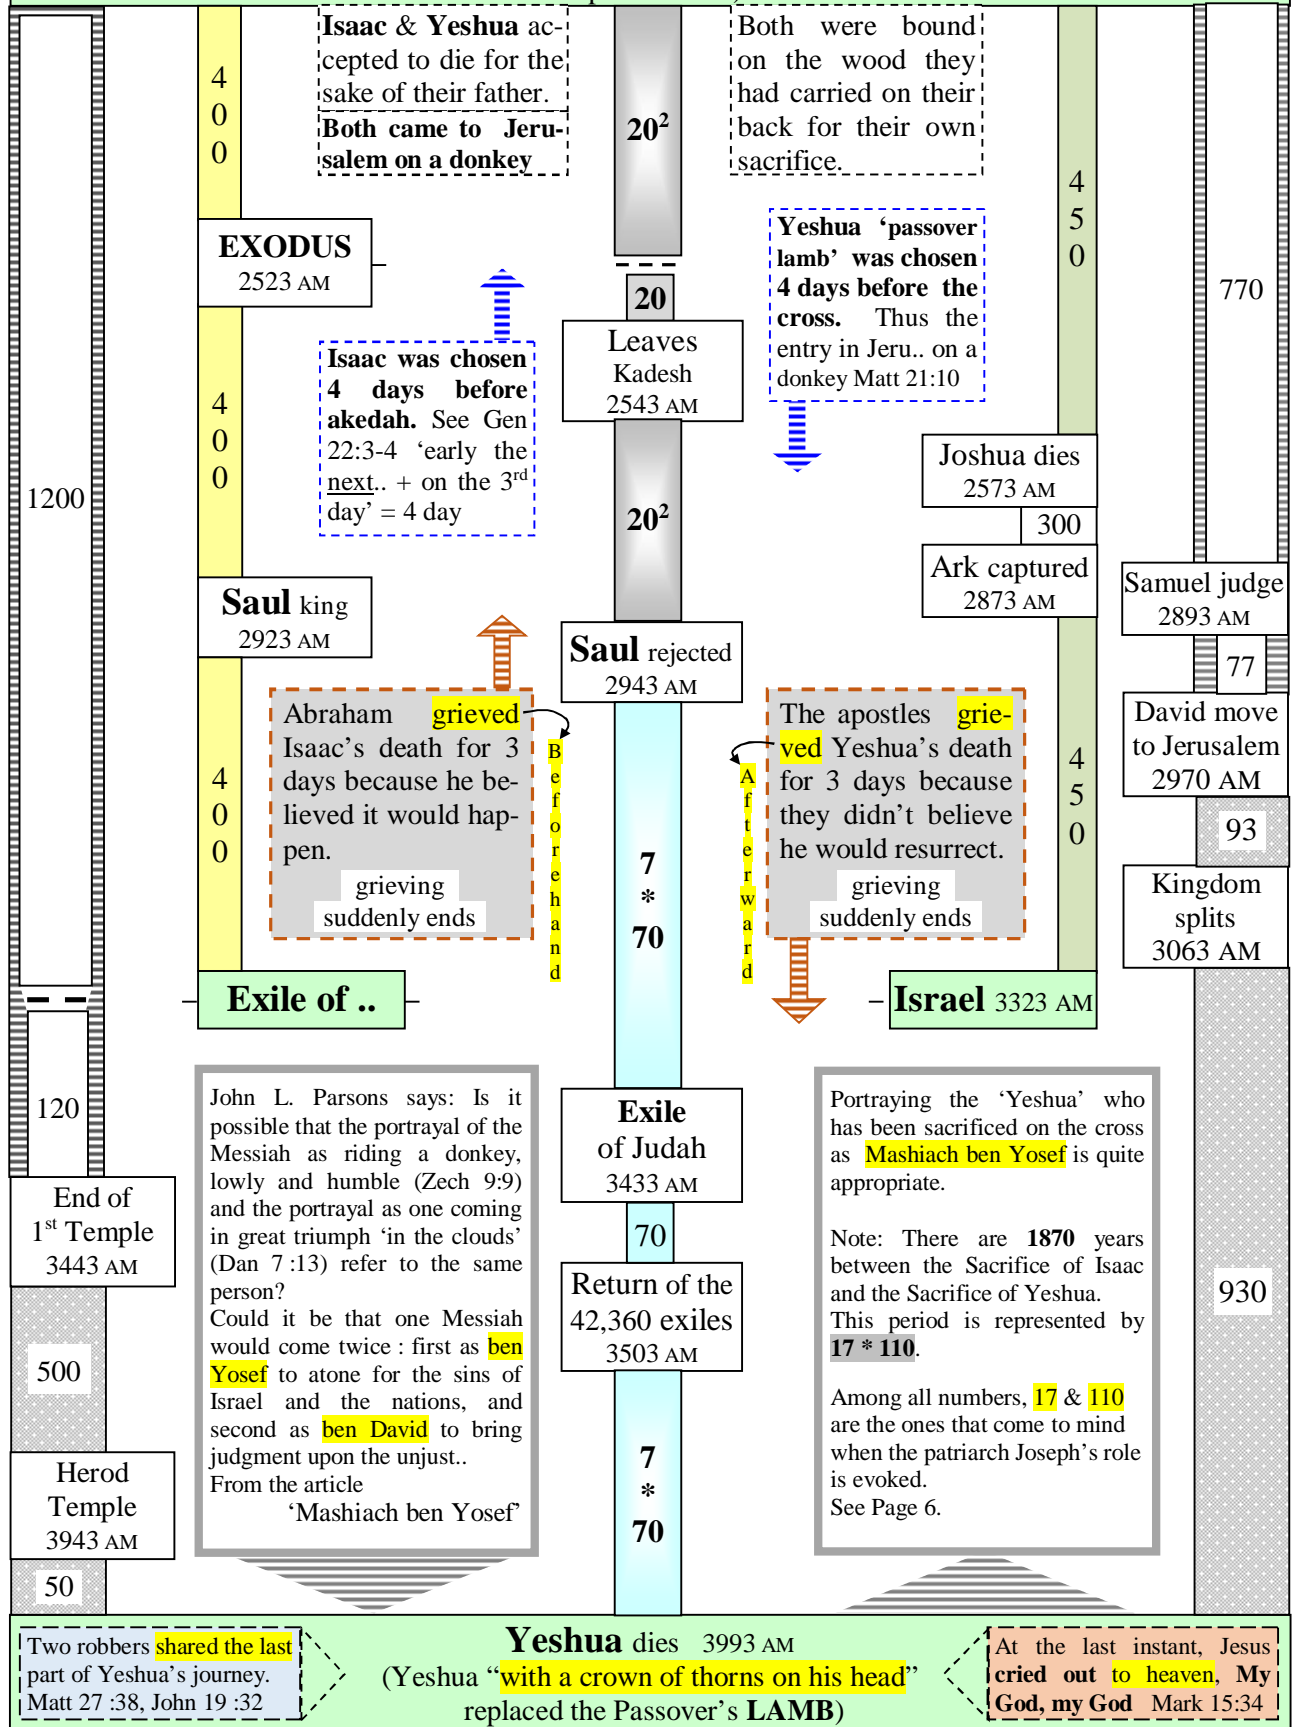 Isaac & Yeshua ac-
cepted to die for the
sake of their father.
Both came to Jeru-
salem on a donkey
20²
Both were bound
on the wood they
had carried on their
back for their own
sacrifice.
4
0
0
4
5
0
EXODUS
2523 AM
20
Leaves
Kadesh
2543 AM
Yeshua ‘passover
lamb’ was chosen
4 days before the
cross. Thus the
entry in Jeru.. on a
donkey Matt 21:10
770
Isaac was chosen
4 days before
akedah. See Gen
22:3-4 ‘early the
next.. + on the 3rd
day’ = 4 day
4
0
0
1200
20²
Joshua dies
2573 AM
300
Ark captured
2873 AM
Samuel judge
2893 AM
77
Saul king
2923 AM
Saul rejected
2943 AM
David move
to Jerusalem
2970 AM
93
Kingdom
splits
3063 AM
Abraham grieved
Isaac’s death for 3
days because he be-
lieved it would hap-
pen.
grieving
suddenly ends
B
e
f
o
r
e
h
a
n
d
The apostles grie-
ved Yeshua’s death
for 3 days because
they didn’t believe
he would resurrect.
grieving
suddenly ends
A
f
t
e
r
w
a
r
d
4
0
0
7
*
70
4
5
0
Exile of ..
Israel 3323 AM
120
End of
1st Temple
3443 AM
500
Herod
Temple
3943 AM
50
John L. Parsons says: Is it
possible that the portrayal of the
Messiah as riding a donkey,
lowly and humble (Zech 9:9)
and the portrayal as one coming
in great triumph ‘in the clouds’
(Dan 7 :13) refer to the same
person?
Could it be that one Messiah
would come twice : first as ben
Yosef to atone for the sins of
Israel and the nations, and
second as ben David to bring
judgment upon the unjust..
From the article
‘Mashiach ben Yosef’
Exile
of Judah
3433 AM
70
Return of the
42,360 exiles
3503 AM
7
*
70
Portraying the ‘Yeshua’ who
has been sacrificed on the cross
as Mashiach ben Yosef is quite
appropriate.
Note: There are 1870 years
between the Sacrifice of Isaac
and the Sacrifice of Yeshua.
This period is represented by
17 * 110.
Among all numbers, 17 & 110
are the ones that come to mind
when the patriarch Joseph’s role
is evoked.
See Page 6.
930
Two robbers shared the last
part of Yeshua’s journey.
Matt 27 :38, John 19 :32
Yeshua dies 3993 AM
(Yeshua “with a crown of thorns on his head”
replaced the Passover’s LAMB)
At the last instant, Jesus
cried out to heaven, My
God, my God Mark 15:34